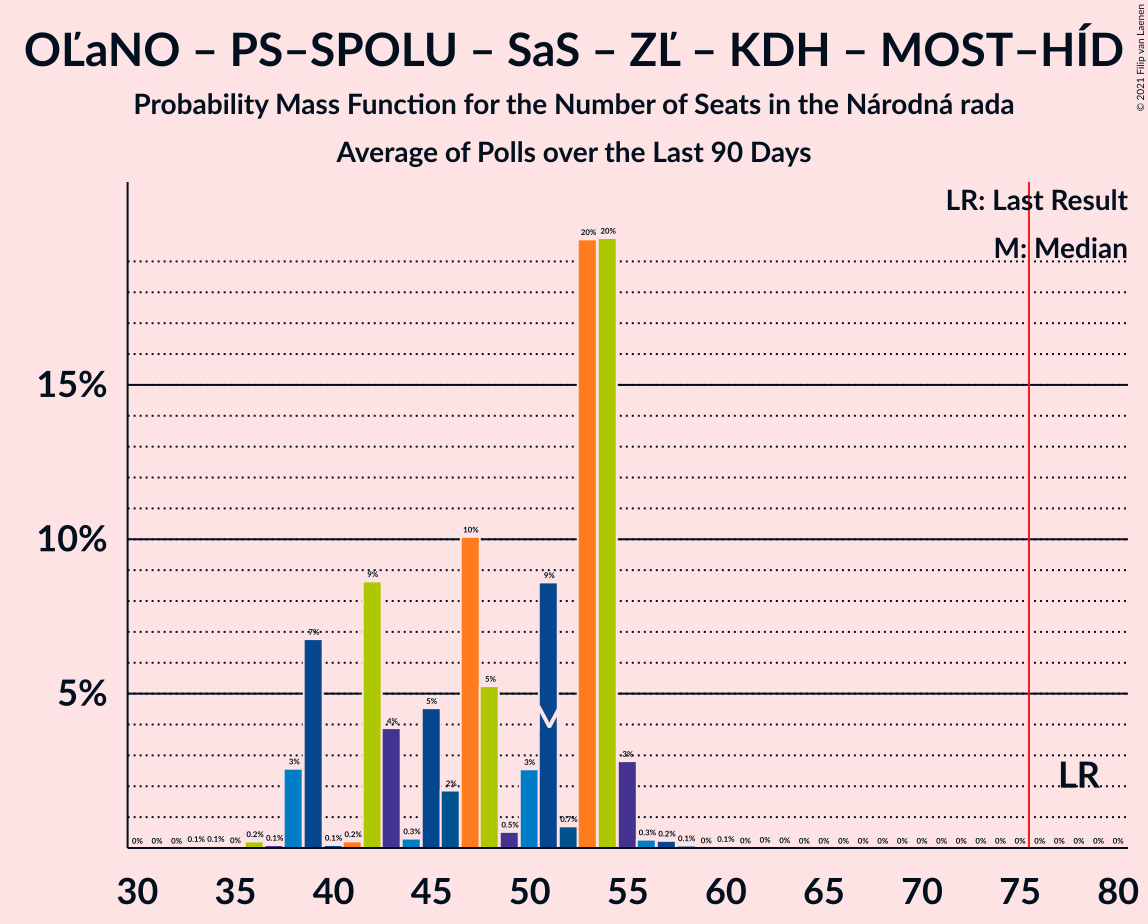 OĽaNO – PS–SPOLU – SaS – ZĽ – KDH – MOST–HÍD
Probability Mass Function for the Number of Seats in the Národná rada
Average of Polls over the Last 90 Days
© 2021 Filip van Laenen
LR: Last Result
M: Median
15%
10%
5%
0% 0% 0% 0.1% 0.1% 0% 0.2% 0.1% 3% 7% 0.1% 0.2% 9% 4% 0.3% 5% 2% 10% 5% 0.5% 3% 9% 0.7% 20% 20% 3% 0.3% 0.2% 0.1% 0% 0.1% 0% 0% 0% 0% 0% 0% 0% 0% 0% 0% 0% 0% 0% 0% 0% 0% 0% 0% 0% 0%
LR
30 35 40 45 50 55 60 65 70 75 80